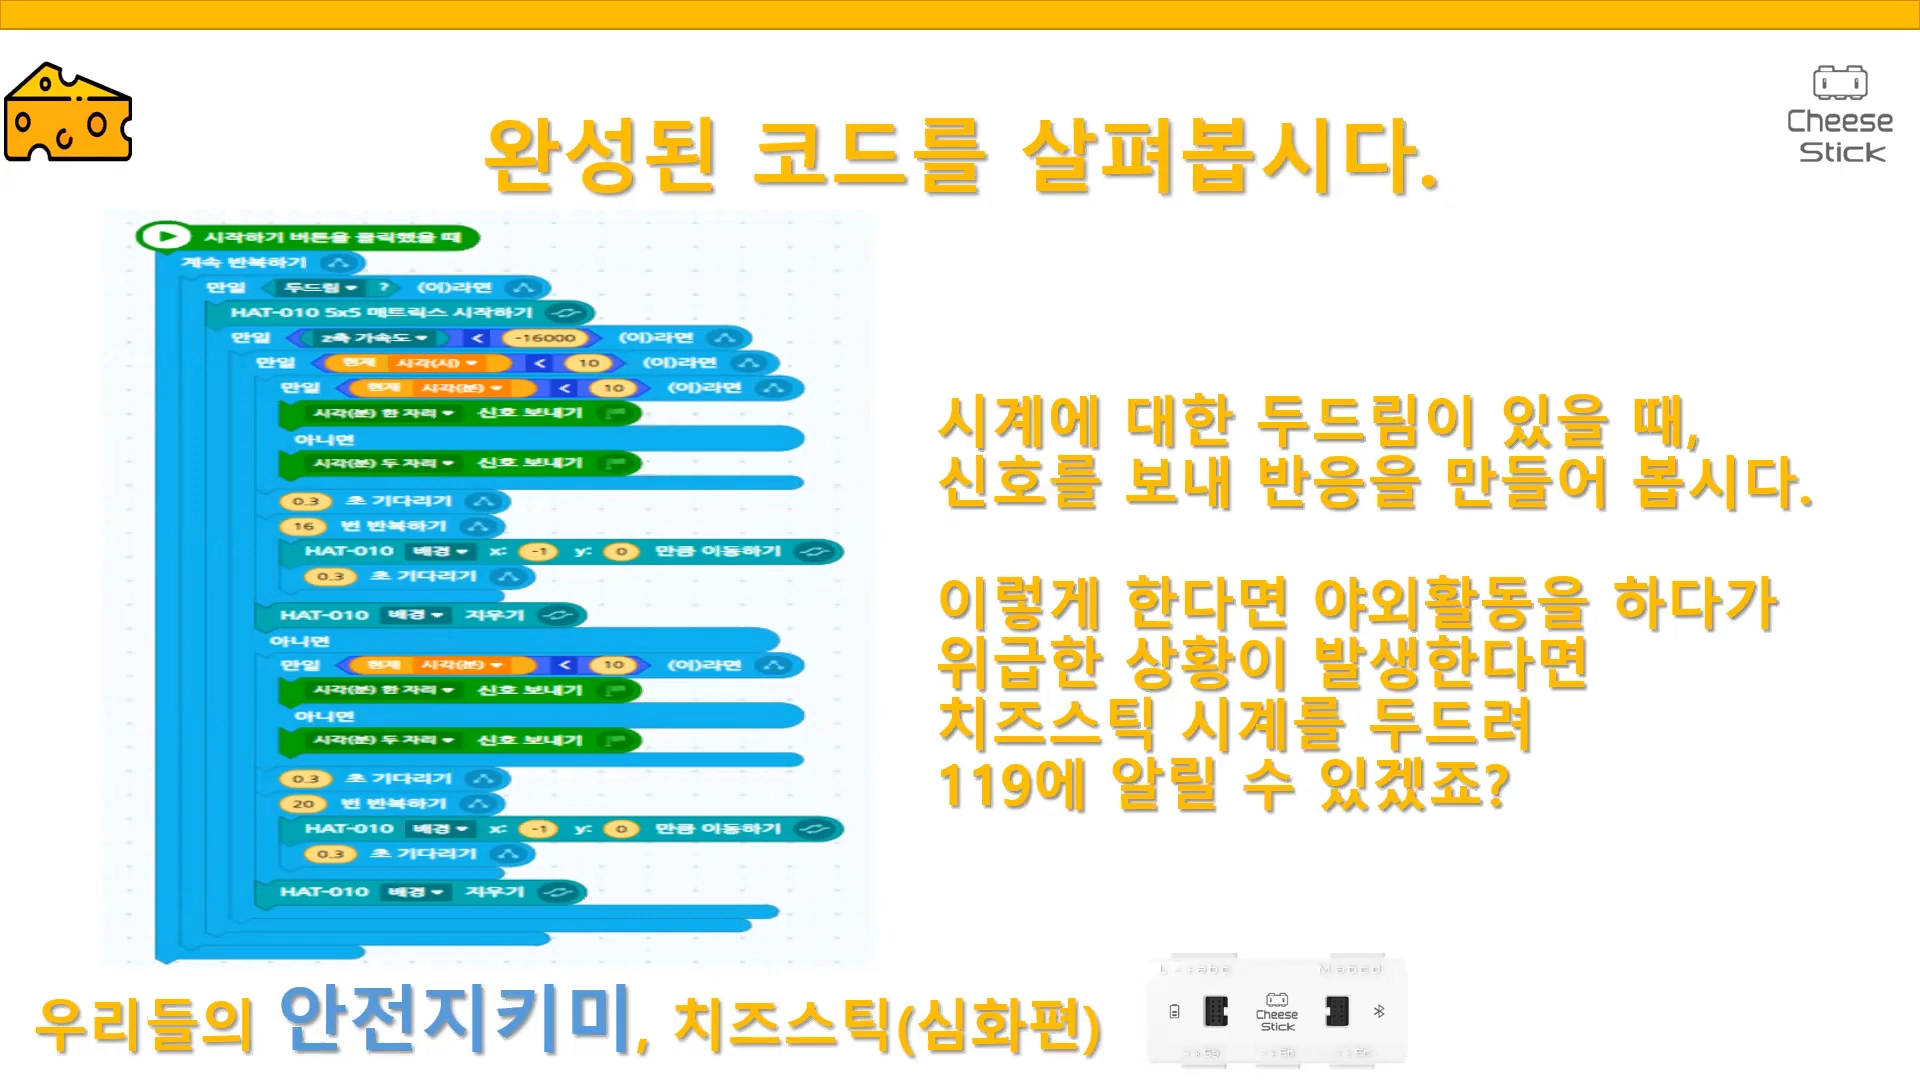 완성된 코드를 살펴봅시다.
Cheese
Stick
시작하기 버튼을 클릭했을 때
계속 반복하기
만일 두드림 ? (이)라면
HAT-010 5x5 매트릭스 시작하기
만일 z축 가속도 < -16000 (이)라면
만일 현재 시각(시) < 10 (이)라면
만일 현재 시각(분) < 10 (이)라면
시각(분) 한 자리 신호 보내기
아니면
시각(분) 두 자리 신호 보내기
0.3 초 기다리기
16 번 반복하기
HAT-010 배경 x: -1 y: 0 만큼 이동하기
0.3 초 기다리기
HAT-010 배경 지우기
아니면
만일 현재 시각(분) < 10 (이)라면
시각(분) 한 자리 신호 보내기
아니면
시각(분) 두 자리 신호 보내기
0.3 초 기다리기
20 번 반복하기
HAT-010 배경 x: -1 y: 0 만큼 이동하기
0.3 초 기다리기
HAT-010 배경 지우기
시계에 대한 두드림이 있을 때,
신호를 보내 반응을 만들어 봅시다.
이렇게 한다면 야외활동을 하다가
위급한 상황이 발생한다면
치즈스틱 시계를 두드려
119에 알릴 수 있겠죠?
우리들의 안전지키미, 치즈스틱(심화편)
Cheese
Stick